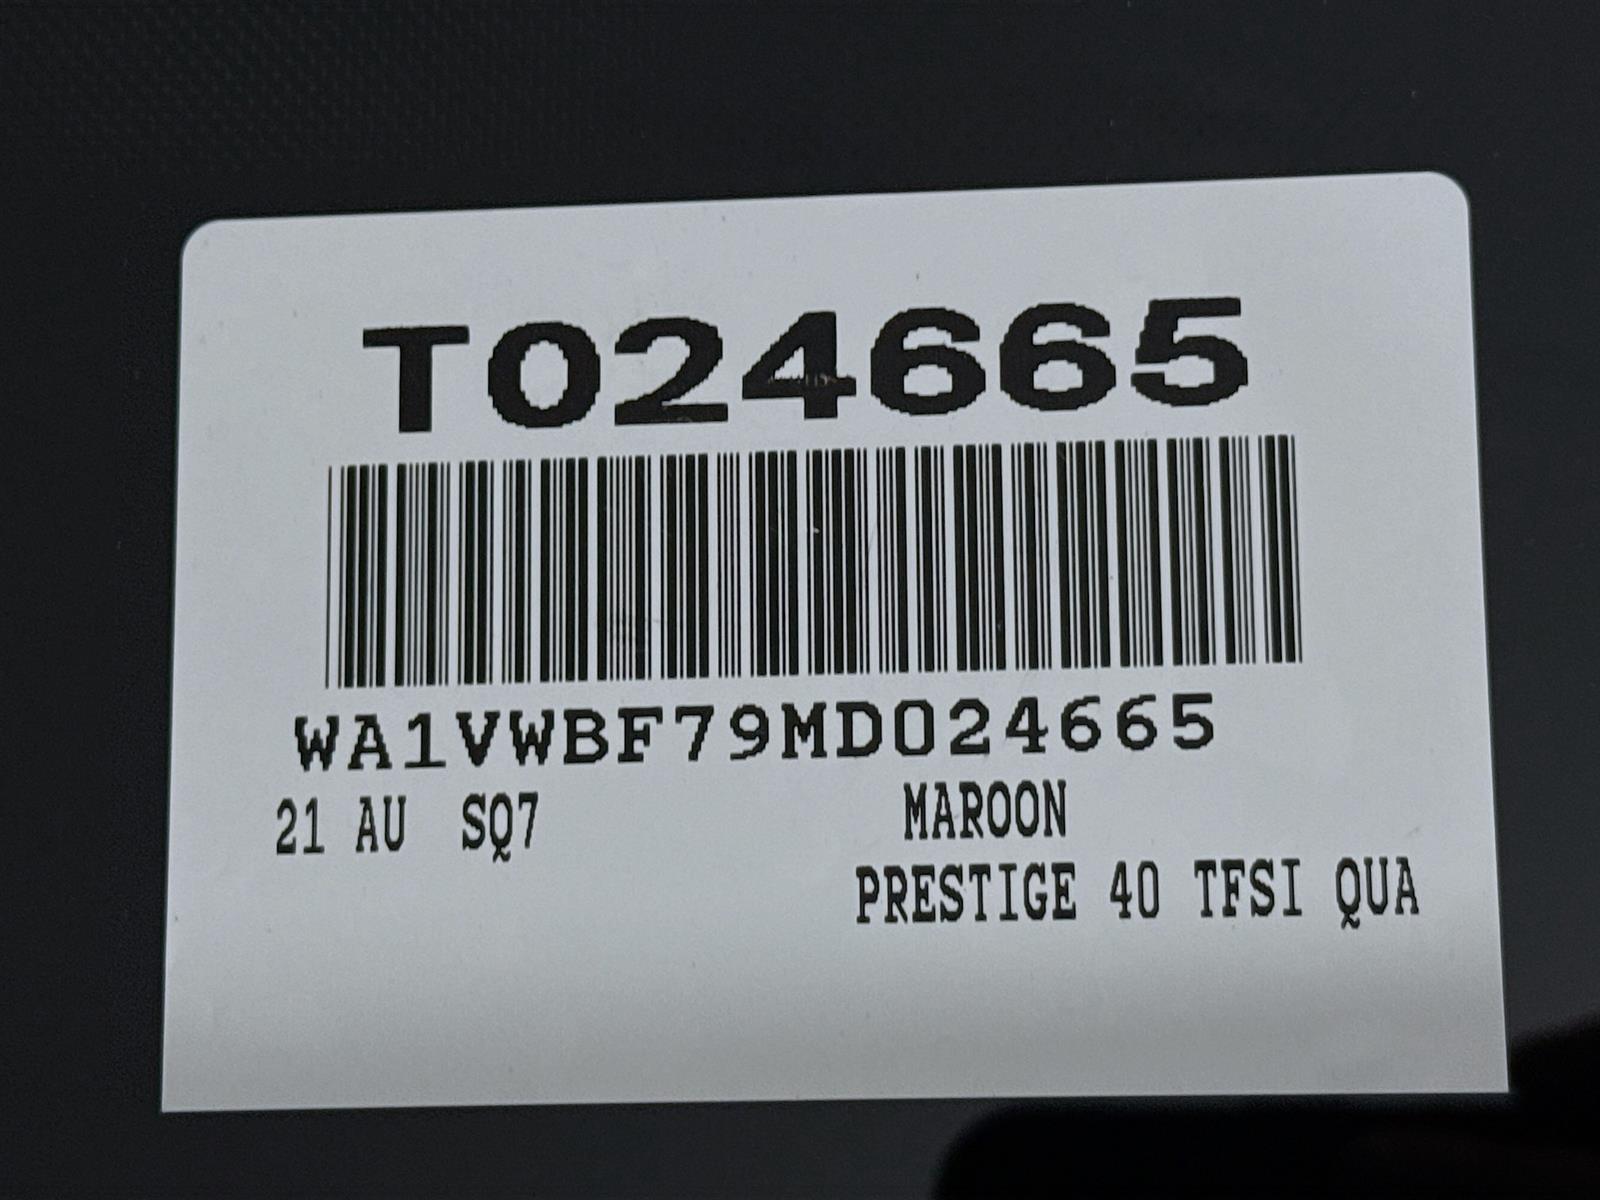 T024665
WA1VWBF79MD024665
21 AU SQ7 MAROON
PRESTIGE 40 TFSI QUA